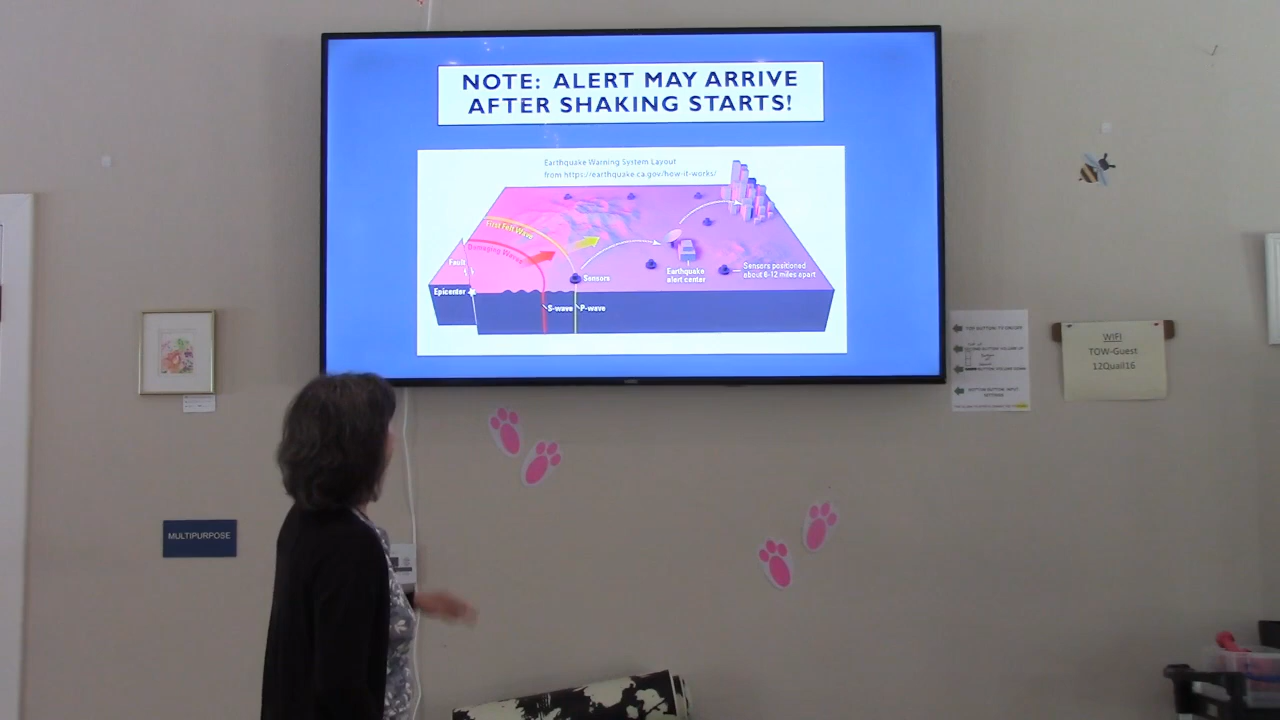 NOTE: ALERT MAY ARRIVE
AFTER SHAKING STARTS!
Earthquake Warning System Layout
from https://earthquake.ca.gov/how-it-works/
First Felt Wave
Damaging Waves
Fault
Epicenter
Sensors
Earthquake
alert center
Sensors positioned
about 6-12 miles apart
S-wave
P-wave
WIFI
TOW-Guest
12Quail16
MULTIPURPOSE